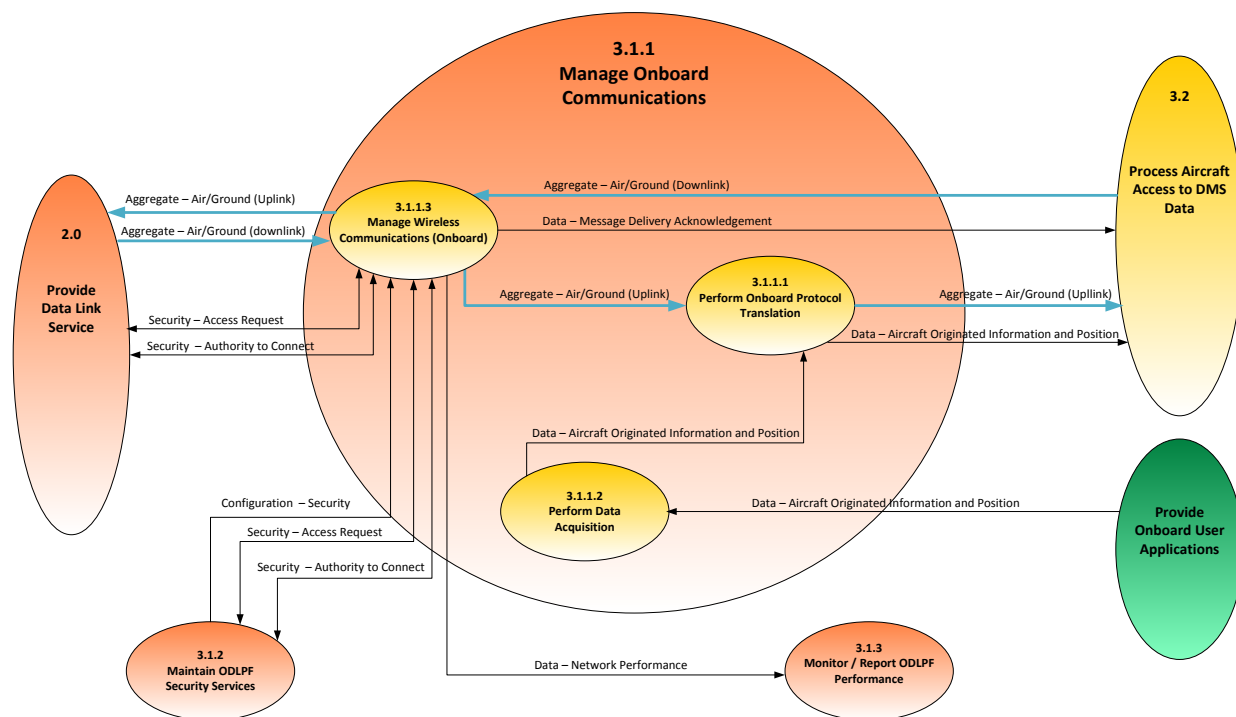 3.1.1
Manage Onboard
Communications
3.2
Process Aircraft
Access to DMS
Data
Aggregate – Air/Ground (Downlink)
Aggregate – Air/Ground (Uplink)
3.1.1.3
Manage Wireless
Communications (Onboard)
Data – Message Delivery Acknowledgement
2.0
Provide
Data Link
Service
Aggregate – Air/Ground (downlink)
3.1.1.1
Perform Onboard Protocol
Translation
Aggregate – Air/Ground (Uplink)
Aggregate – Air/Ground (Upllink)
Security – Access Request
Data – Aircraft Originated Information and Position
Security – Authority to Connect
Data – Aircraft Originated Information and Position
3.1.1.2
Perform Data
Acquisition
Data – Aircraft Originated Information and Position
Provide
Onboard User
Applications
Configuration – Security
Security – Access Request
Security – Authority to Connect
3.1.2
Maintain ODLPF
Security Services
Data – Network Performance
3.1.3
Monitor / Report ODLPF
Performance